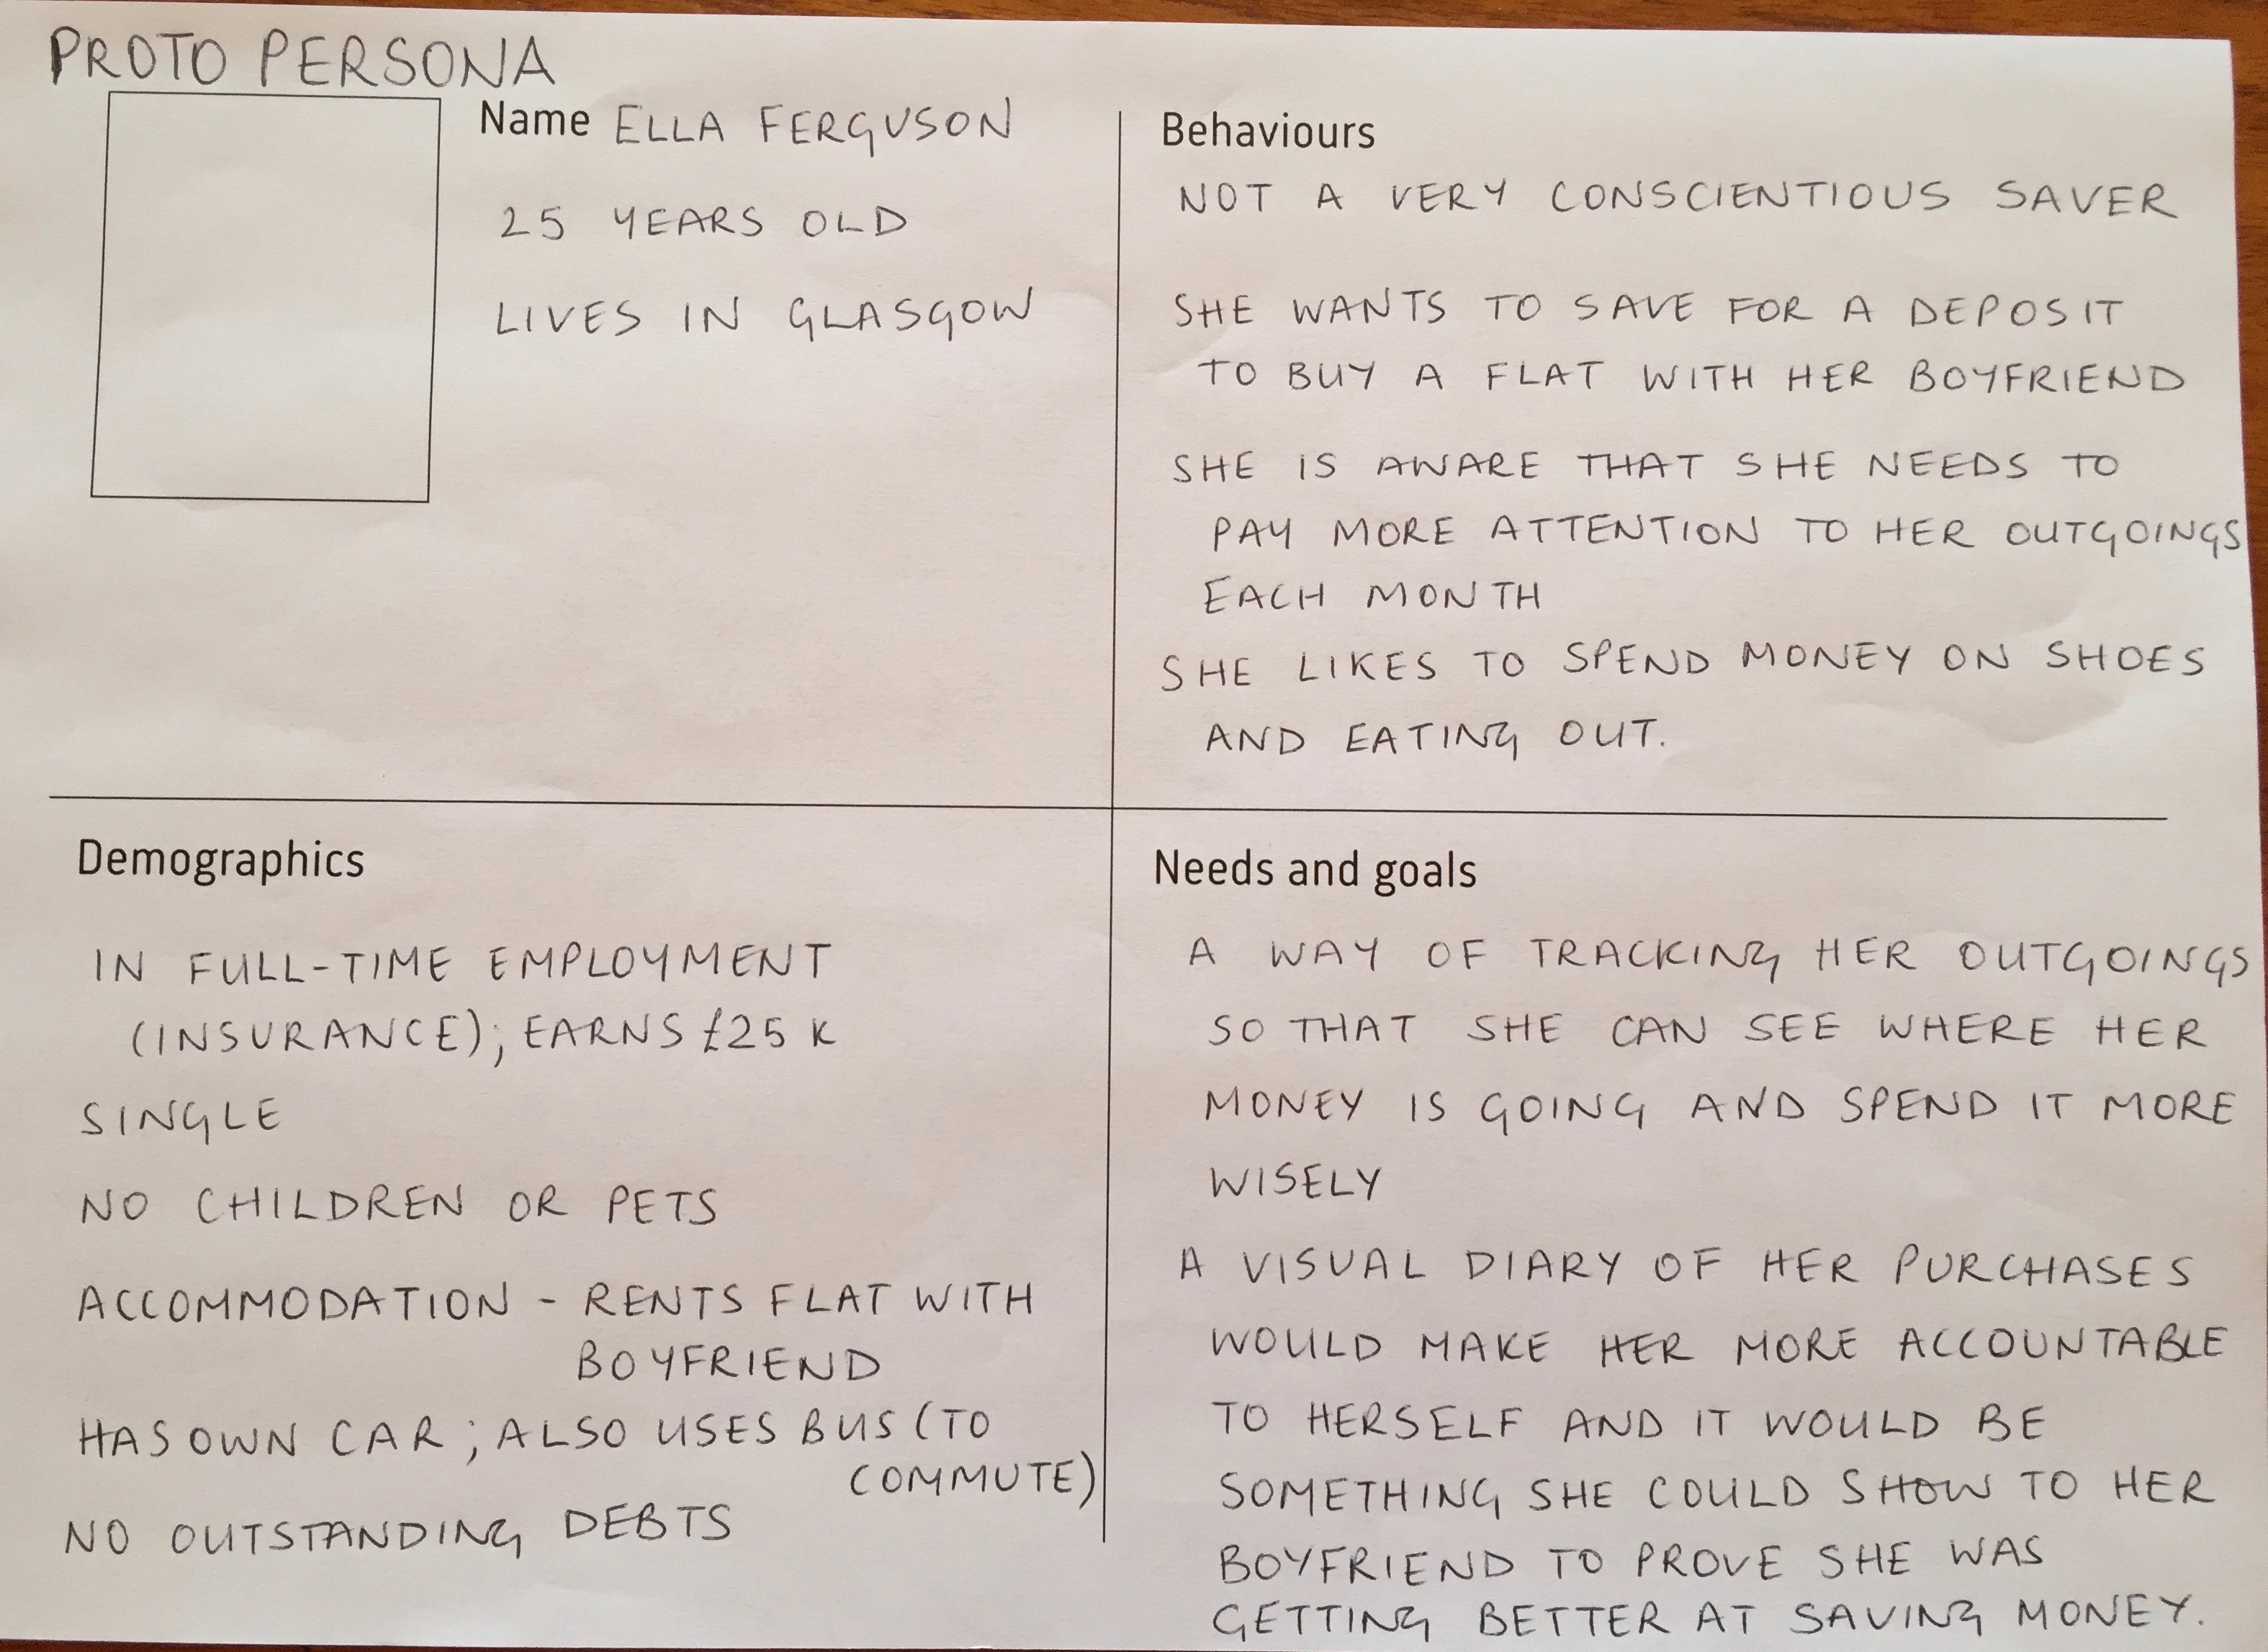 PROTO PERSONA
Name ELLA FERGUSON
25 YEARS OLD
LIVES IN GLASGOW
Behaviours
NOT A VERY CONSCIENTIOUS SAVER
SHE WANTS TO SAVE FOR A DEPOSIT
TO BUY A FLAT WITH HER BOYFRIEND
SHE IS AWARE THAT SHE NEEDS TO
PAY MORE ATTENTION TO HER OUTGOINGS
EACH MONTH
SHE LIKES TO SPEND MONEY ON SHOES
AND EATING OUT.
Demographics
IN FULL-TIME EMPLOYMENT
(INSURANCE); EARNS £25 K
SINGLE
NO CHILDREN OR PETS
ACCOMMODATION - RENTS FLAT WITH
BOYFRIEND
HAS OWN CAR; ALSO USES BUS (TO
COMMUTE)
NO OUTSTANDING DEBTS
Needs and goals
A WAY OF TRACKING HER OUTGOINGS
SO THAT SHE CAN SEE WHERE HER
MONEY IS GOING AND SPEND IT MORE
WISELY
A VISUAL DIARY OF HER PURCHASES
WOULD MAKE HER MORE ACCOUNTABLE
TO HERSELF AND IT WOULD BE
SOMETHING SHE COULD SHOW TO HER
BOYFRIEND TO PROVE SHE WAS
GETTING BETTER AT SAVING MONEY.